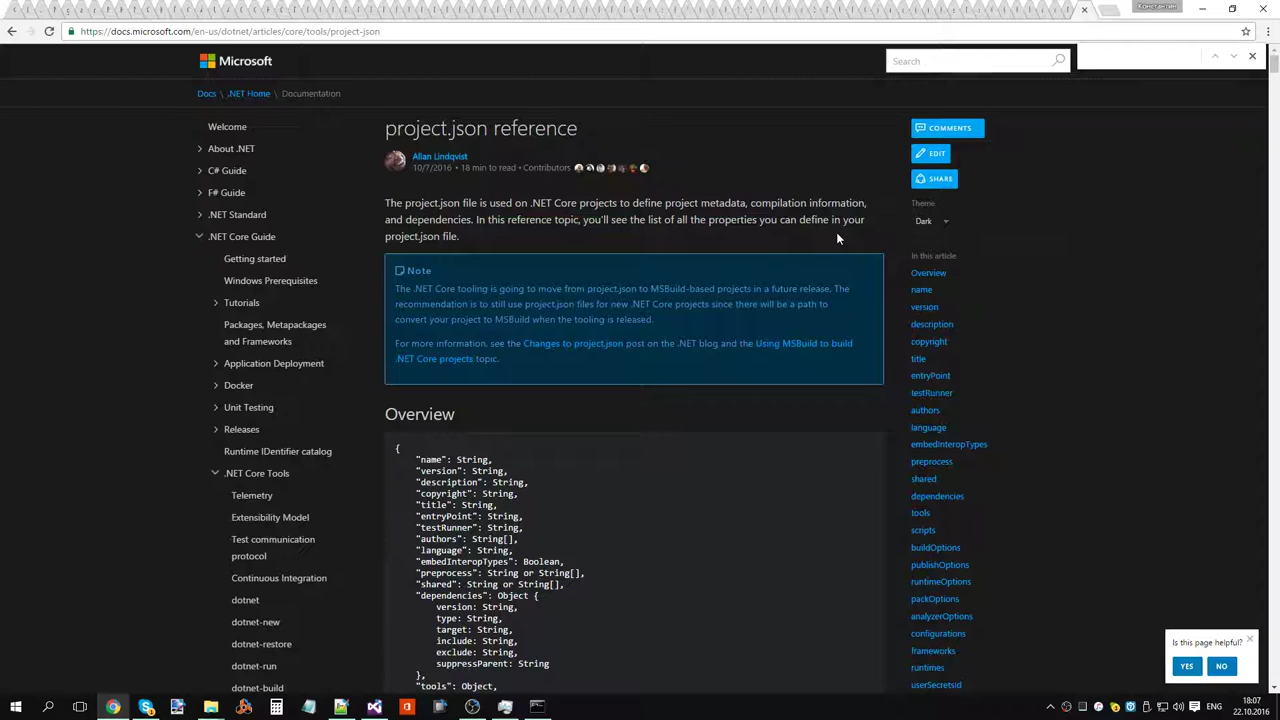 Константин
https://docs.microsoft.com/en-us/dotnet/articles/core/tools/project-json
Microsoft
Search
Docs \ .NET Home \ Documentation
Welcome
About .NET
C# Guide
F# Guide
.NET Standard
.NET Core Guide
Getting started
Windows Prerequisites
Tutorials
Packages, Metapackages
and Frameworks
Application Deployment
Docker
Unit Testing
Releases
Runtime IDentifier catalog
.NET Core Tools
Telemetry
Extensibility Model
Test communication
protocol
Continuous Integration
dotnet
dotnet-new
dotnet-restore
dotnet-run
dotnet-build
project.json reference
Allan Lindqvist
10/7/2016 • 18 min to read • Contributors
The project.json file is used on .NET Core projects to define project metadata, compilation information,
and dependencies. In this reference topic, you'll see the list of all the properties you can define in your
project.json file.
Note
The .NET Core tooling is going to move from project.json to MSBuild-based projects in a future release. The
recommendation is to still use project.json files for new .NET Core projects since there will be a path to
convert your project to MSBuild when the tooling is released.
For more information, see the Changes to project.json post on the .NET blog and the Using MSBuild to build
.NET Core projects topic.
Overview
{
"name": String,
"version": String,
"description": String,
"copyright": String,
"title": String,
"entryPoint": String,
"testRunner": String,
"authors": String[],
"language": String,
"embedInteropTypes": Boolean,
"preprocess": String or String[],
"shared": String or String[],
"dependencies": Object {
version: String,
type: String,
target: String,
include: String,
exclude: String,
suppressParent: String
},
"tools": Object,
COMMENTS
EDIT
SHARE
Theme
Dark
In this article
Overview
name
version
description
copyright
title
entryPoint
testRunner
authors
language
embedInteropTypes
preprocess
shared
dependencies
tools
scripts
buildOptions
publishOptions
runtimeOptions
packOptions
analyzerOptions
configurations
frameworks
runtimes
userSecretsId
Is this page helpful?
YES
NO
ENG
18:07
22.10.2016